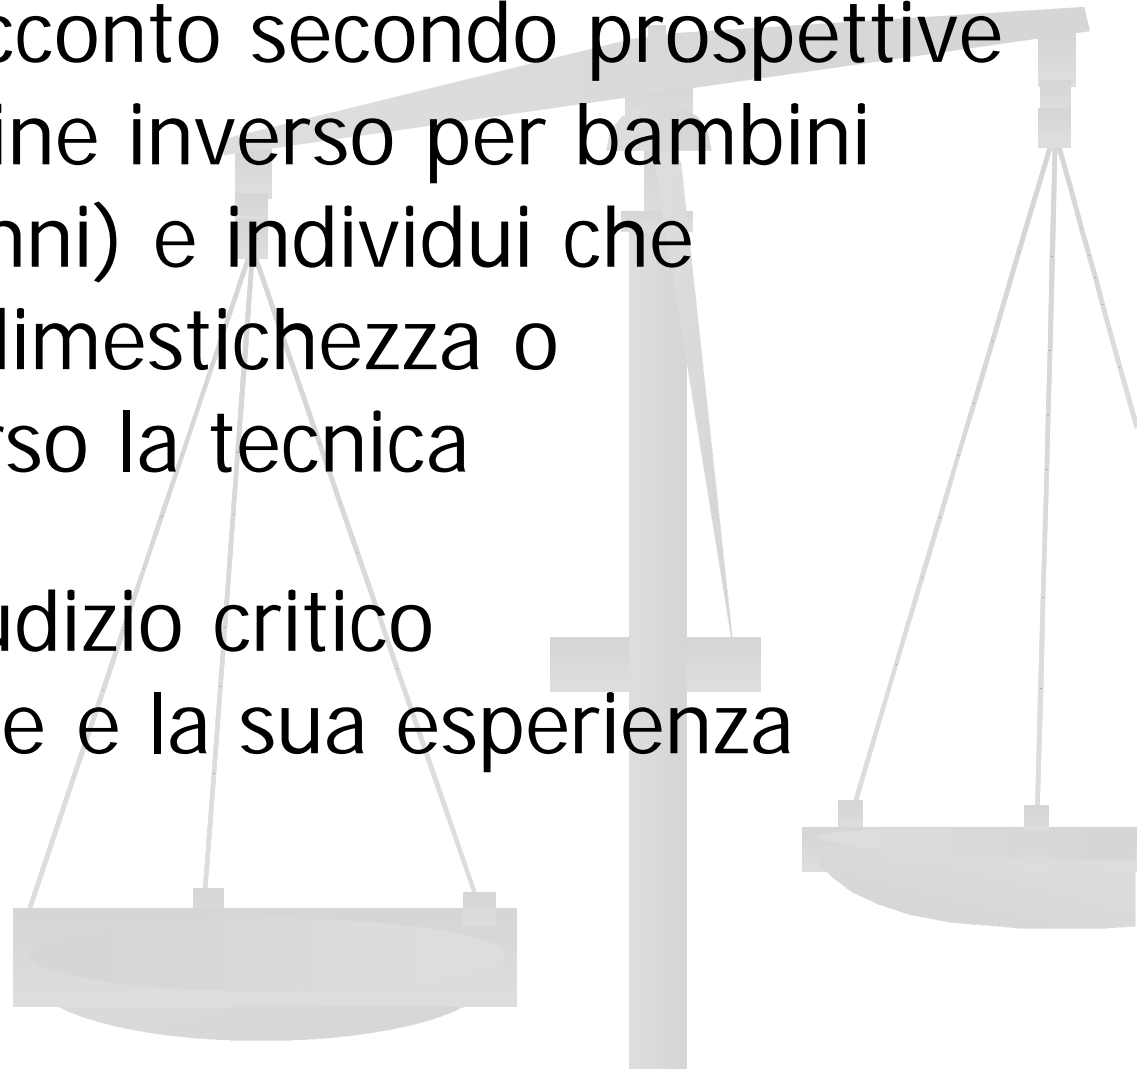 cconto secondo prospettive
ine inverso per bambini
nni) e individui che
limestichezza o
rso la tecnica
udizio critico
e e la sua esperienza